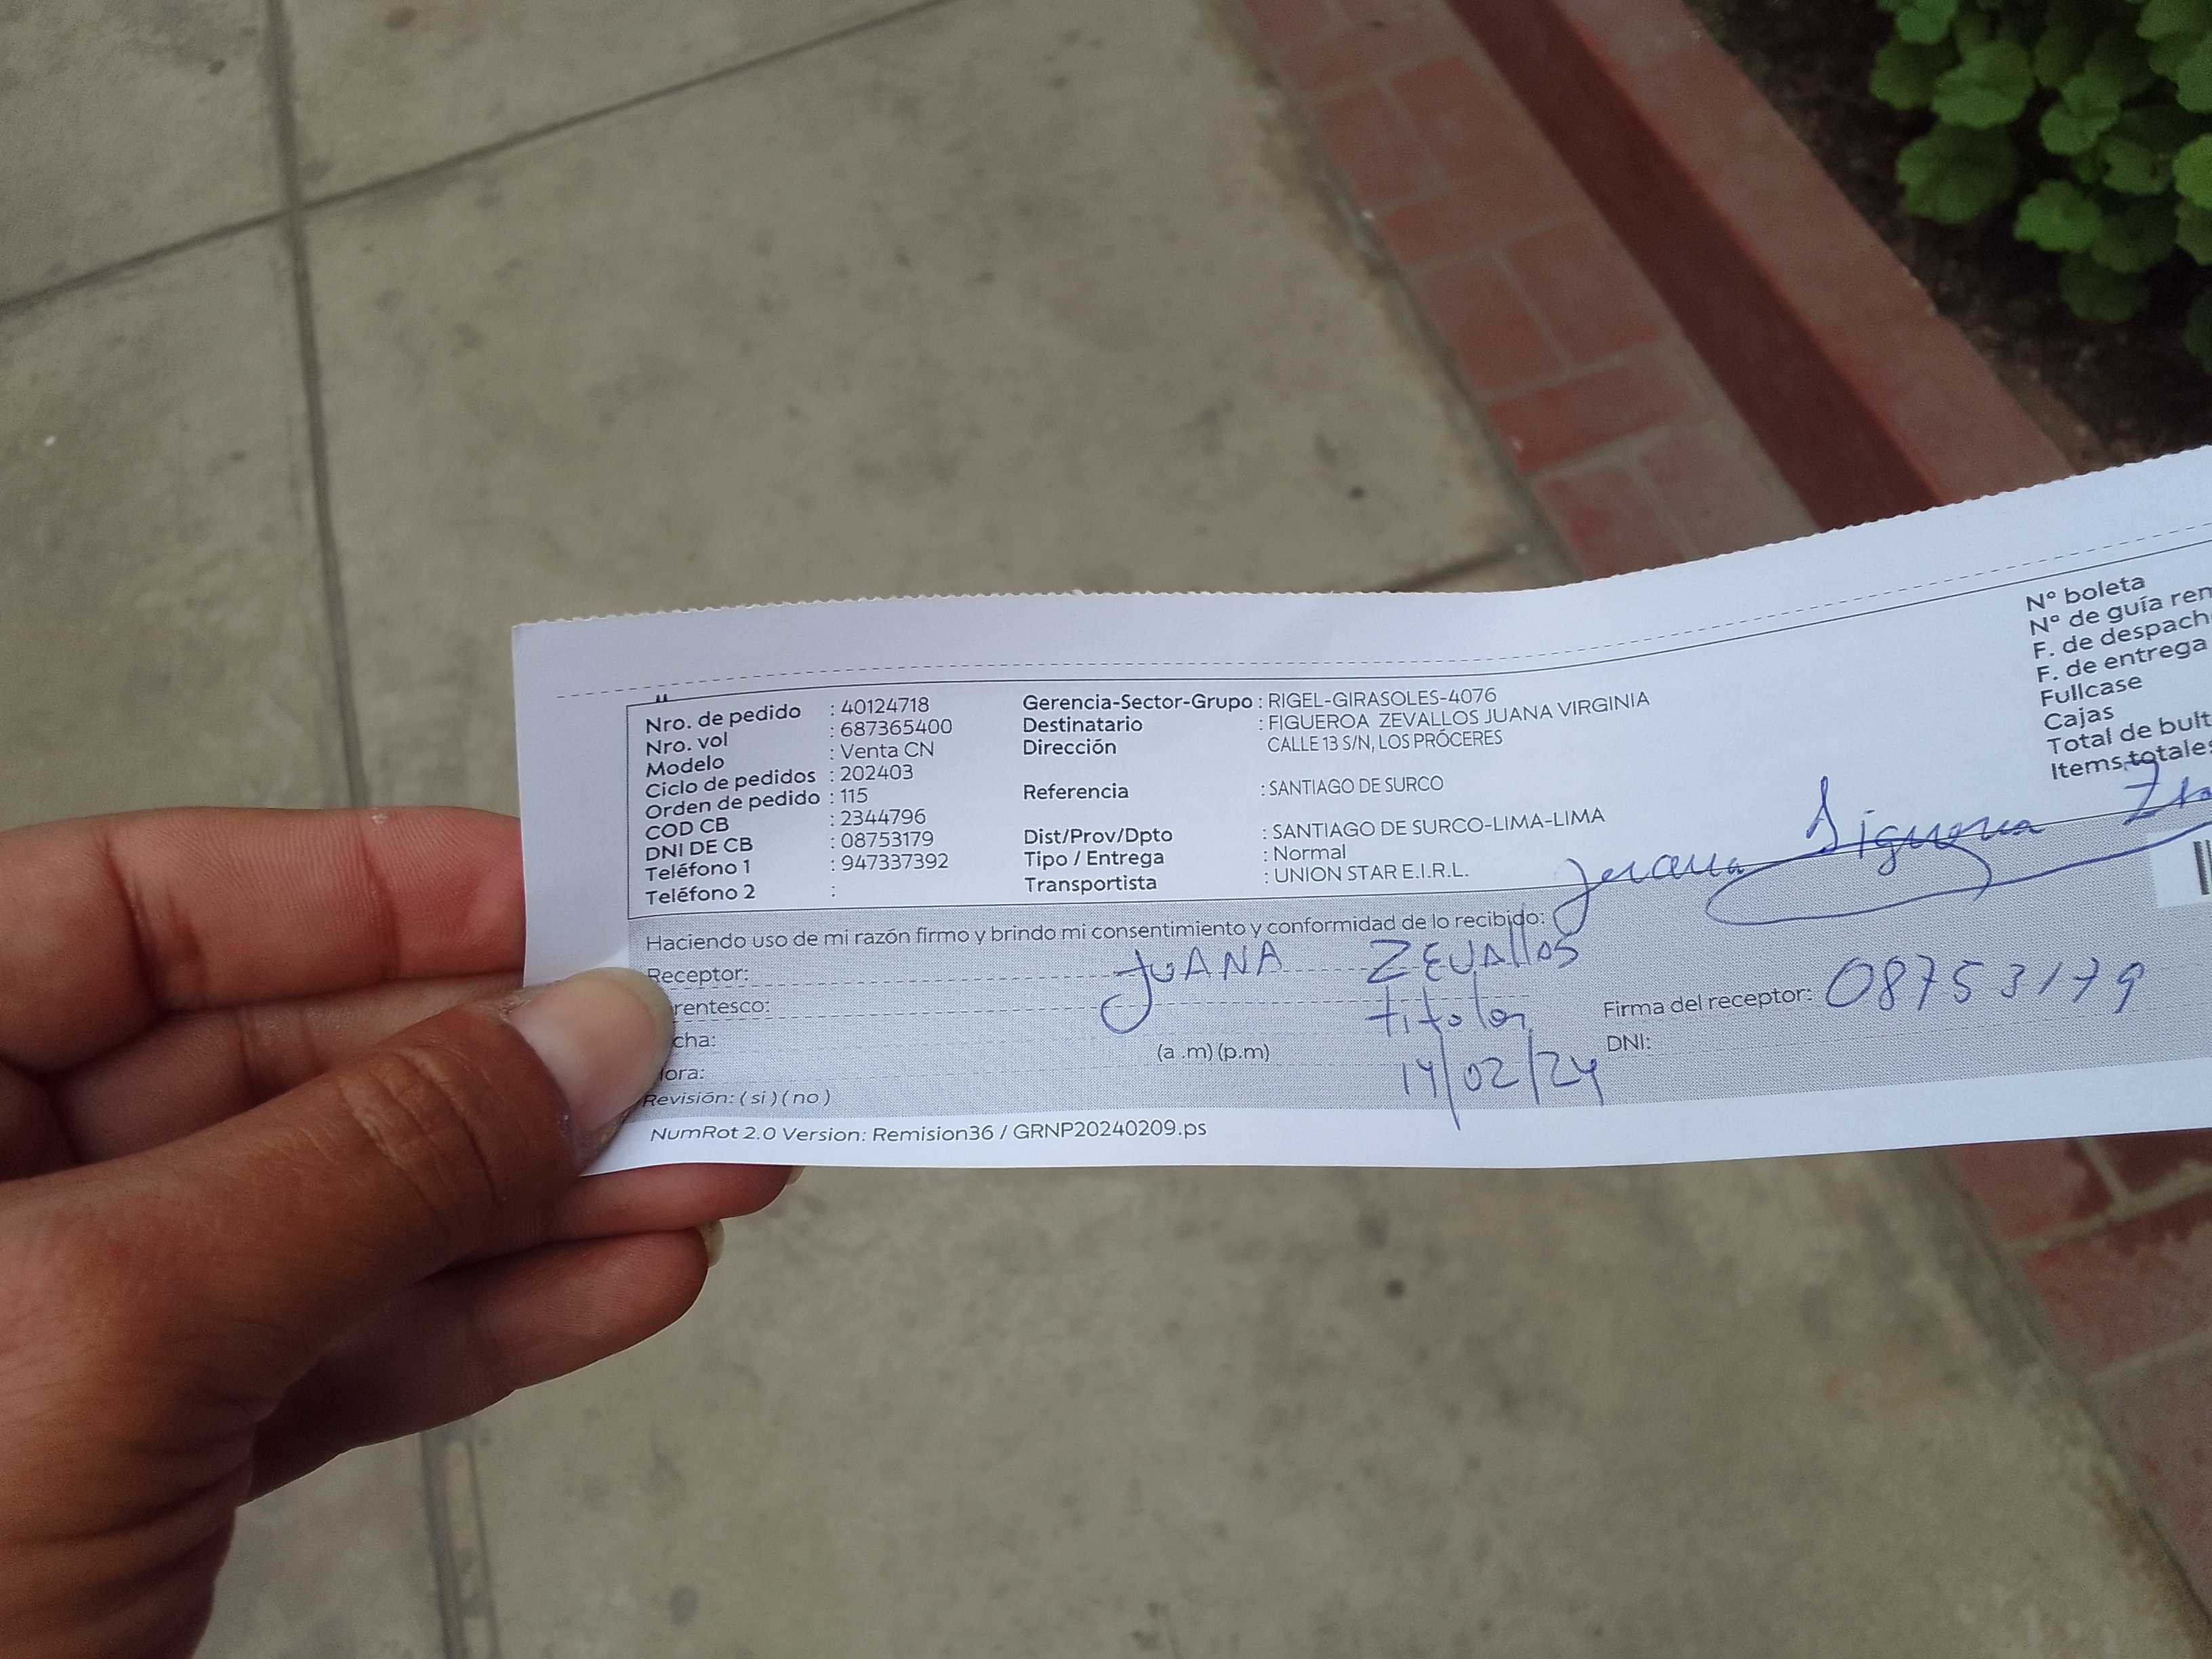 Nro. de pedido : 40124718
Nro. vol : 687365400
Modelo : Venta CN
Ciclo de pedidos : 202403
Orden de pedido : 115
COD CB : 2344796
DNI DE CB : 08753179
Teléfono 1 : 947337392
Teléfono 2 :
Gerencia-Sector-Grupo : RIGEL-GIRASOLES-4076
Destinatario : FIGUEROA ZEVALLOS JUANA VIRGINIA
Dirección CALLE 13 S/N, LOS PRÓCERES
Referencia : SANTIAGO DE SURCO
Dist/Prov/Dpto : SANTIAGO DE SURCO-LIMA-LIMA
Tipo / Entrega : Normal
Transportista : UNION STAR E.I.R.L.
Nº boleta
Nº de guía rem
F. de despach
F. de entrega
Fullcase
Cajas
Total de bult
Items totales
Haciendo uso de mi razón firmo y brindo mi consentimiento y conformidad de lo recibido:
Juana
Receptor: JUANA ZEVAllOS
rentesco: titular
cha: 14/02/24
ora: (a .m) (p.m)
Revisión: ( si ) ( no )
Firma del receptor: 08753179
DNI:
NumRot 2.0 Version: Remision36 / GRNP20240209.ps